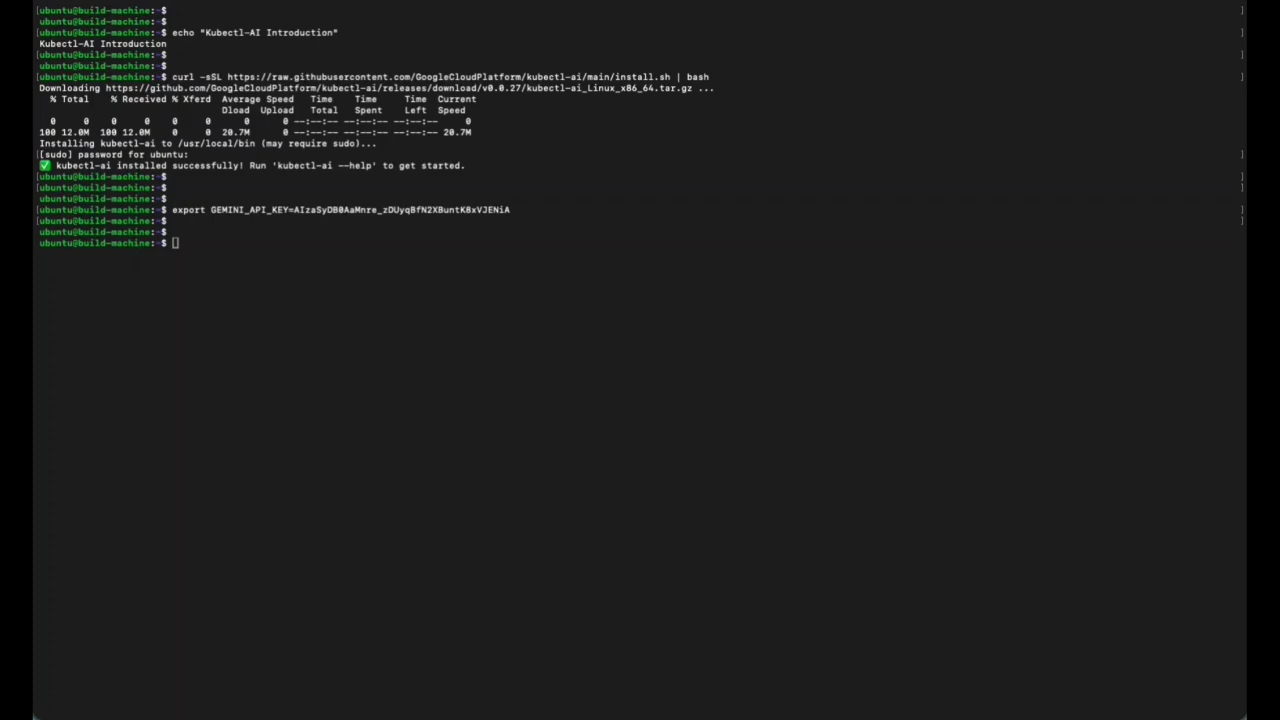 [ubuntu@build-machine:~$ ]
[ubuntu@build-machine:~$ ]
[ubuntu@build-machine:~$ echo "Kubectl-AI Introduction" ]
Kubectl-AI Introduction
[ubuntu@build-machine:~$ ]
[ubuntu@build-machine:~$ ]
[ubuntu@build-machine:~$ curl -sSL https://raw.githubusercontent.com/GoogleCloudPlatform/kubectl-ai/main/install.sh | bash ]
Downloading https://github.com/GoogleCloudPlatform/kubectl-ai/releases/download/v0.0.27/kubectl-ai_Linux_x86_64.tar.gz ...
% Total % Received % Xferd Average Speed Time Time Time Current
Dload Upload Total Spent Left Speed
0 0 0 0 0 0 0 0 --:--:-- --:--:-- --:--:-- 0
100 12.0M 100 12.0M 0 0 20.7M 0 --:--:-- --:--:-- --:--:-- 20.7M
Installing kubectl-ai to /usr/local/bin (may require sudo)...
[[sudo] password for ubuntu: ]
✅ kubectl-ai installed successfully! Run 'kubectl-ai --help' to get started.
[ubuntu@build-machine:~$ ]
[ubuntu@build-machine:~$ ]
ubuntu@build-machine:~$
[ubuntu@build-machine:~$ export GEMINI_API_KEY=AIzaSyDB0AaMnre_zDUyqBfN2XBuntK8xVJENiA ]
[ubuntu@build-machine:~$ ]
ubuntu@build-machine:~$
ubuntu@build-machine:~$